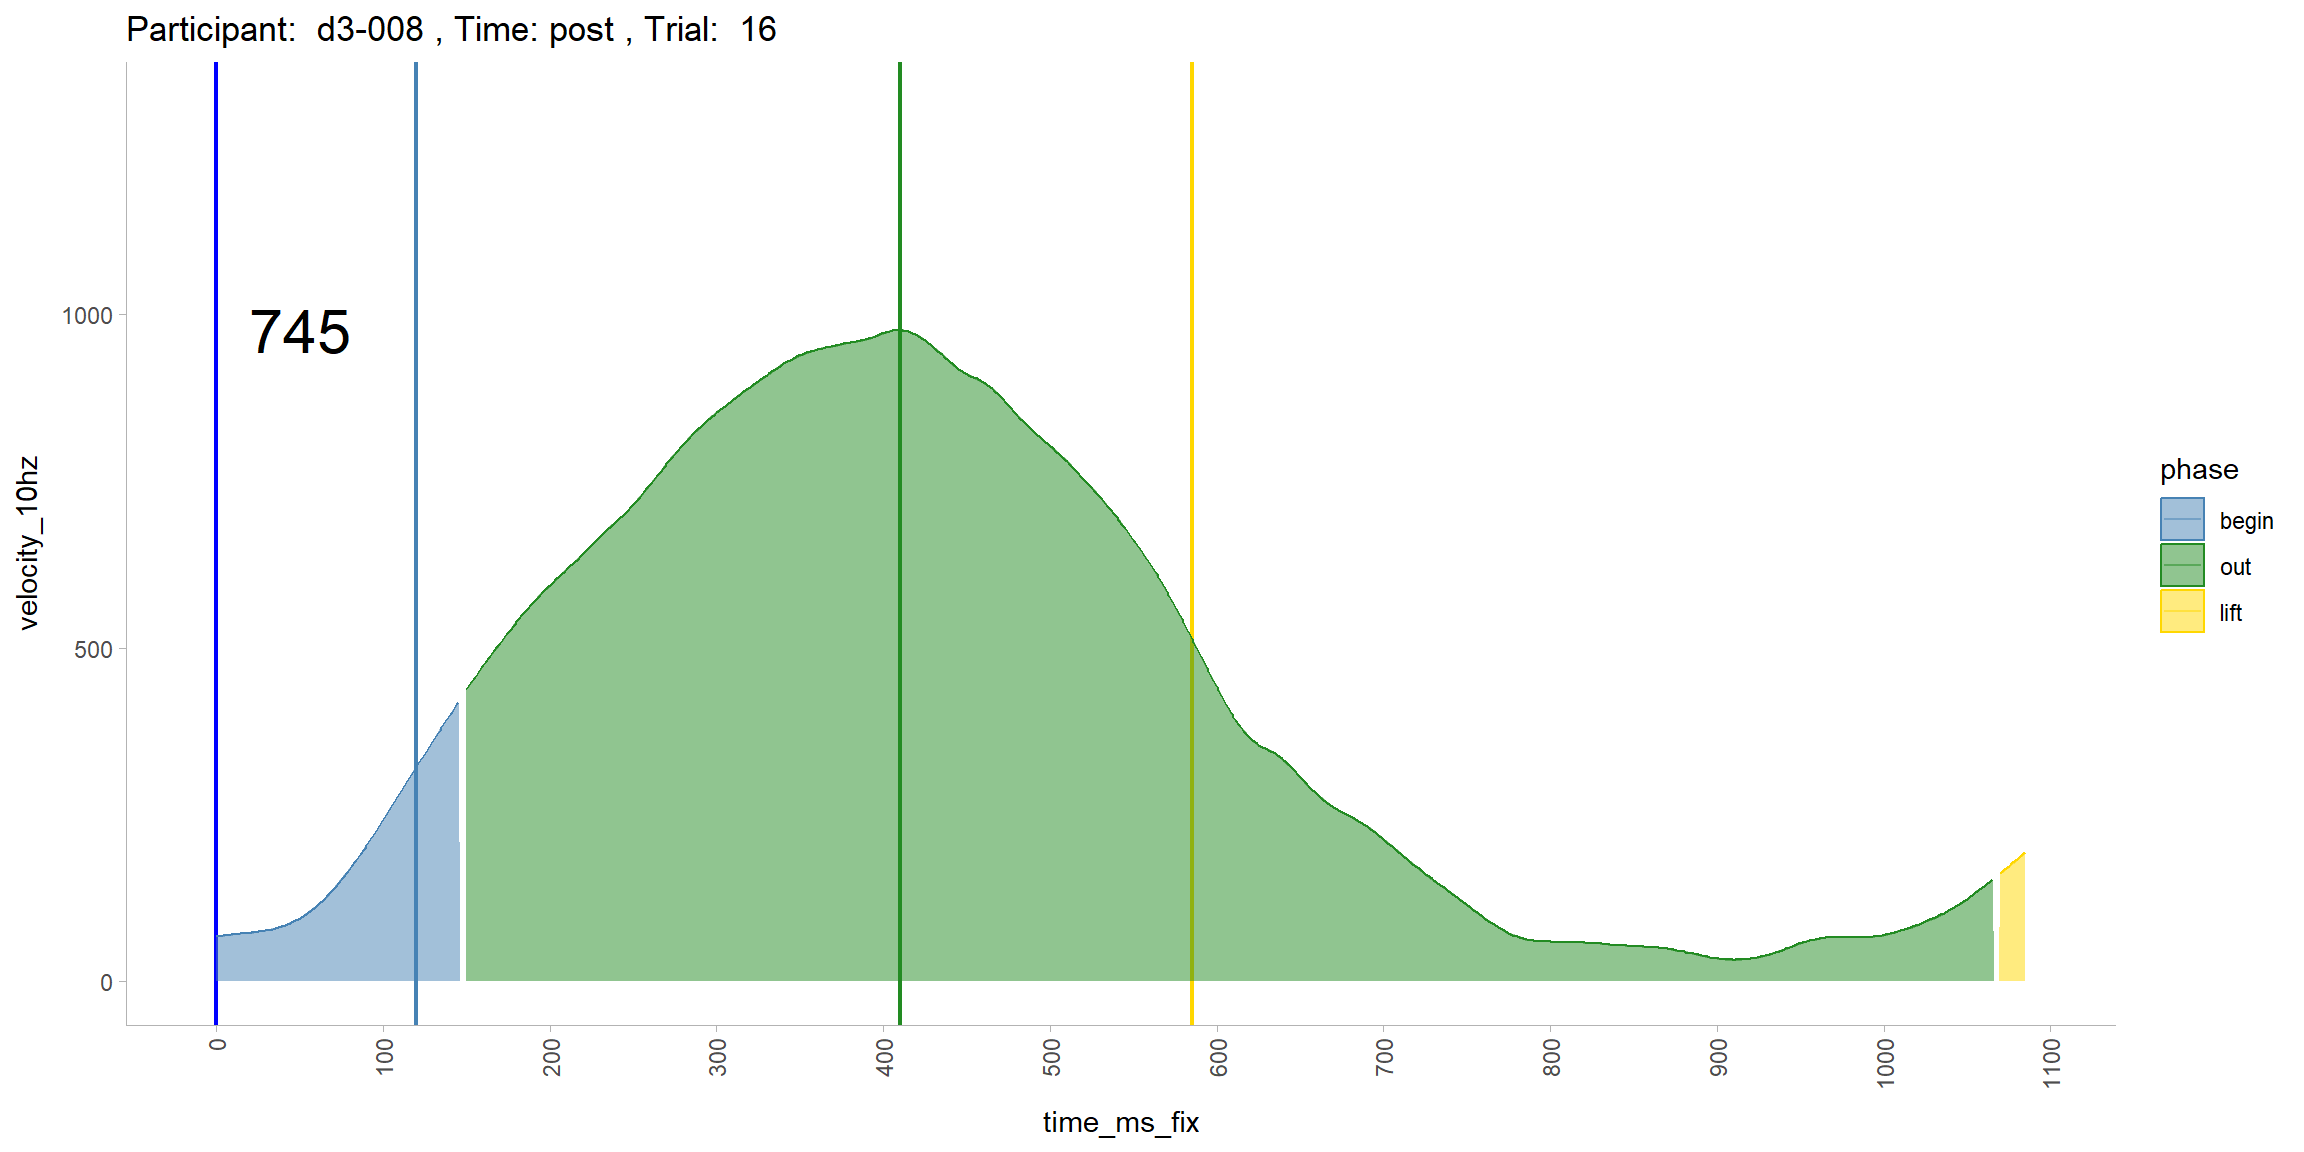 Participant:  d3-008 , Time: post , Trial:  16
745
1000
500
0
velocity_10hz
0
100
200
300
400
500
600
700
800
900
1000
1100
time_ms_fix
phase
begin
out
lift